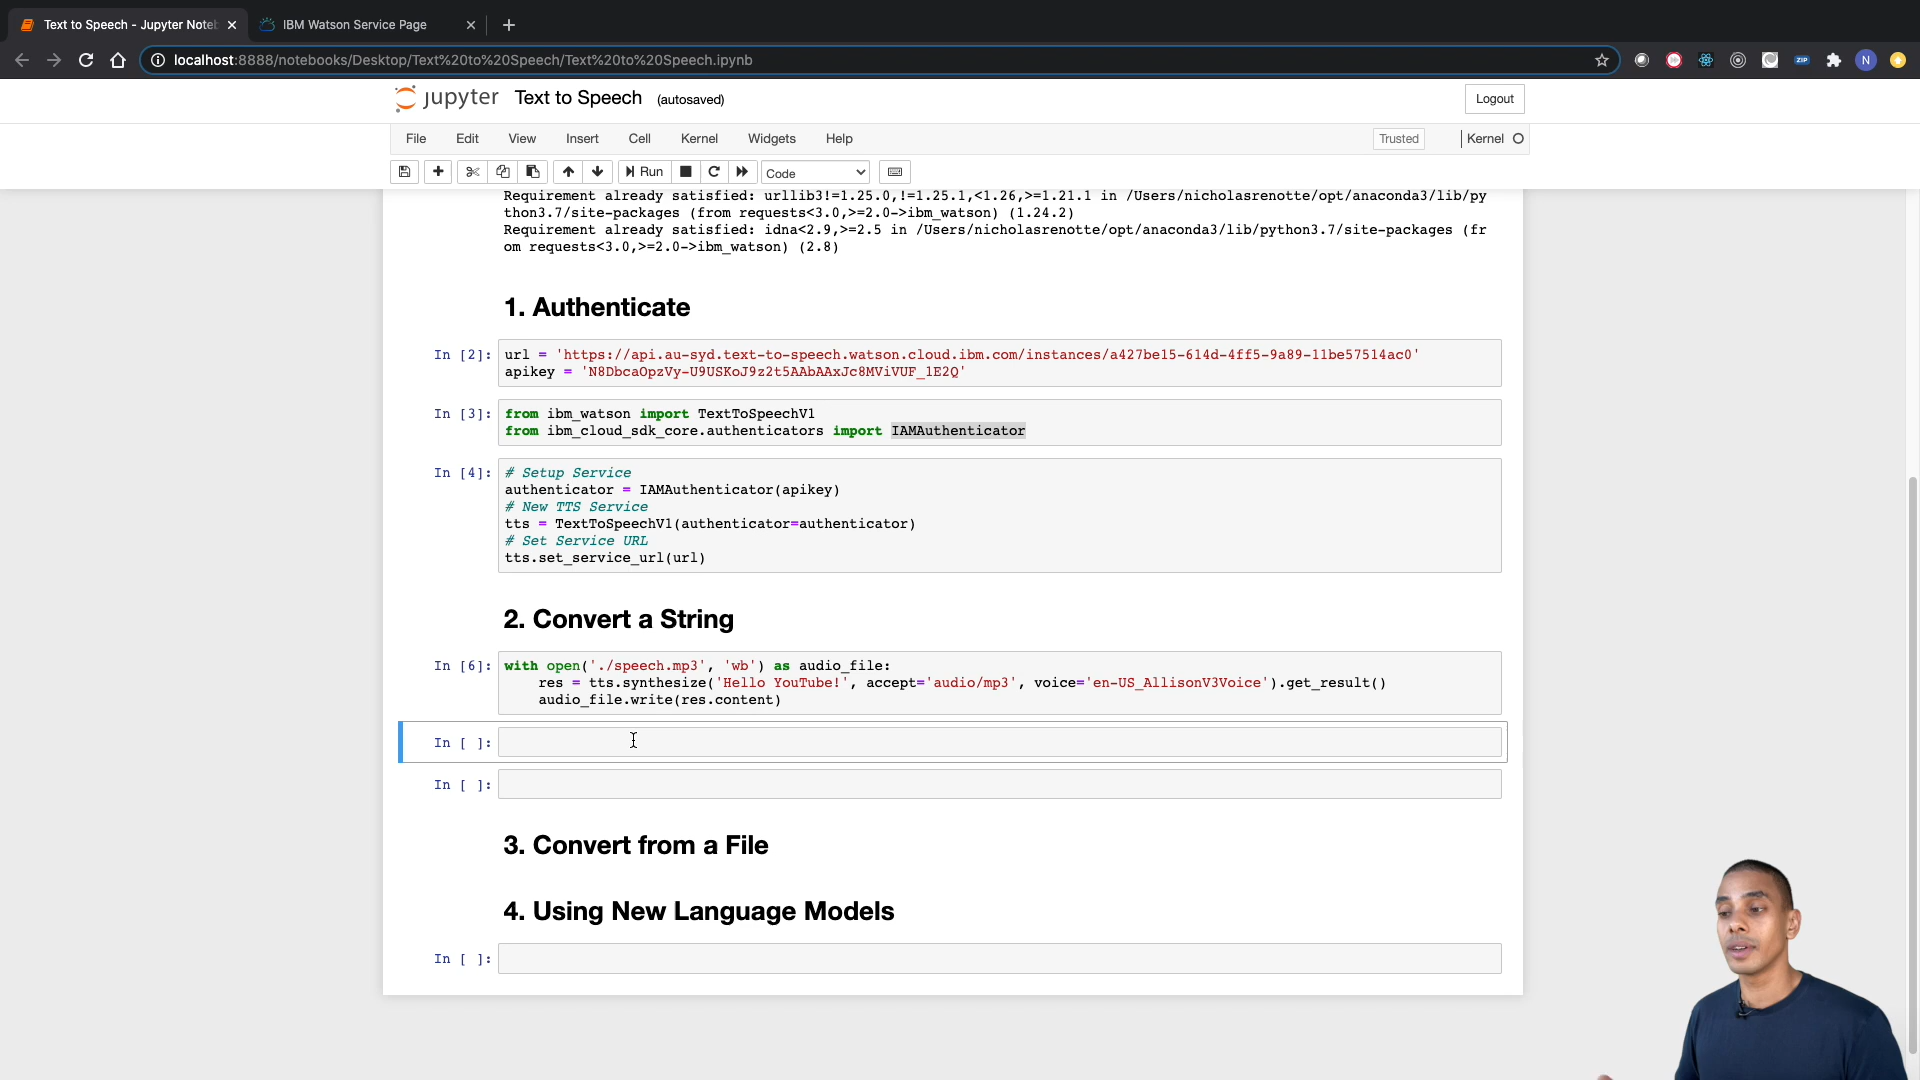 Text to Speech - Jupyter Note
IBM Watson Service Page
localhost:8888/notebooks/Desktop/Text%20to%20Speech/Text%20to%20Speech.ipynb
ZIP
N
jupyter Text to Speech (autosaved)
Logout
File Edit View Insert Cell Kernel Widgets Help
Trusted
Kernel
Run
Code
Requirement already satisfied: urllib3!=1.25.0,!=1.25.1,<1.26,>=1.21.1 in /Users/nicholasrenotte/opt/anaconda3/lib/py
thon3.7/site-packages (from requests<3.0,>=2.0->ibm_watson) (1.24.2)
Requirement already satisfied: idna<2.9,>=2.5 in /Users/nicholasrenotte/opt/anaconda3/lib/python3.7/site-packages (fr
om requests<3.0,>=2.0->ibm_watson) (2.8)
1. Authenticate
In [2]: url = 'https://api.au-syd.text-to-speech.watson.cloud.ibm.com/instances/a427be15-614d-4ff5-9a89-11be57514ac0'
apikey = 'N8DbcaOpzVy-U9USKoJ9z2t5AAbAAxJc8MViVUF_1E2Q'
In [3]: from ibm_watson import TextToSpeechV1
from ibm_cloud_sdk_core.authenticators import IAMAuthenticator
In [4]: # Setup Service
authenticator = IAMAuthenticator(apikey)
# New TTS Service
tts = TextToSpeechV1(authenticator=authenticator)
# Set Service URL
tts.set_service_url(url)
2. Convert a String
In [6]: with open('./speech.mp3', 'wb') as audio_file:
res = tts.synthesize('Hello YouTube!', accept='audio/mp3', voice='en-US_AllisonV3Voice').get_result()
audio_file.write(res.content)
In [ ]:
In [ ]:
3. Convert from a File
4. Using New Language Models
In [ ]: